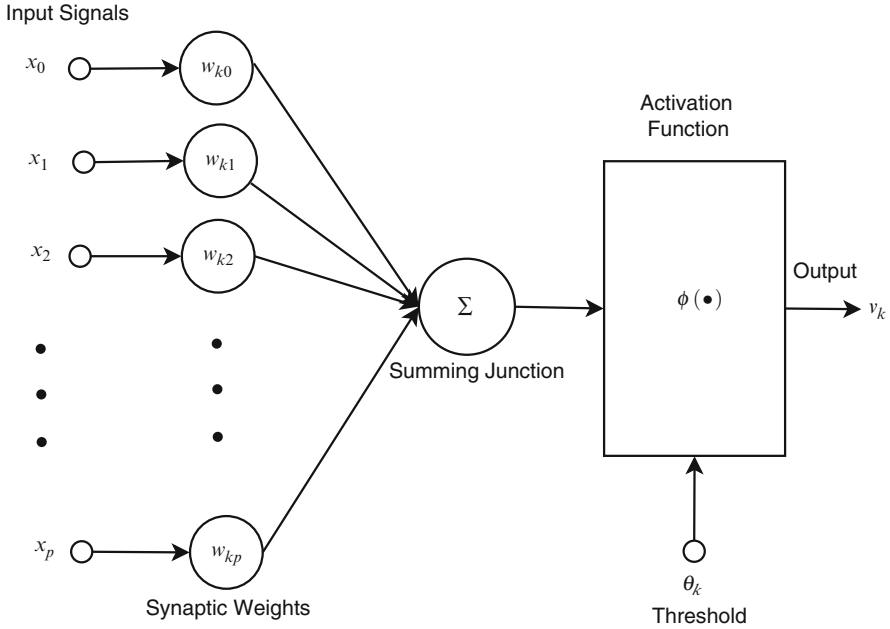 Input Signals
x0
wk0
x1
wk1
x2
wk2
xp
wkp
Synaptic Weights
Σ
Summing Junction
Activation
Function
ϕ (•)
Output
vk
θk
Threshold